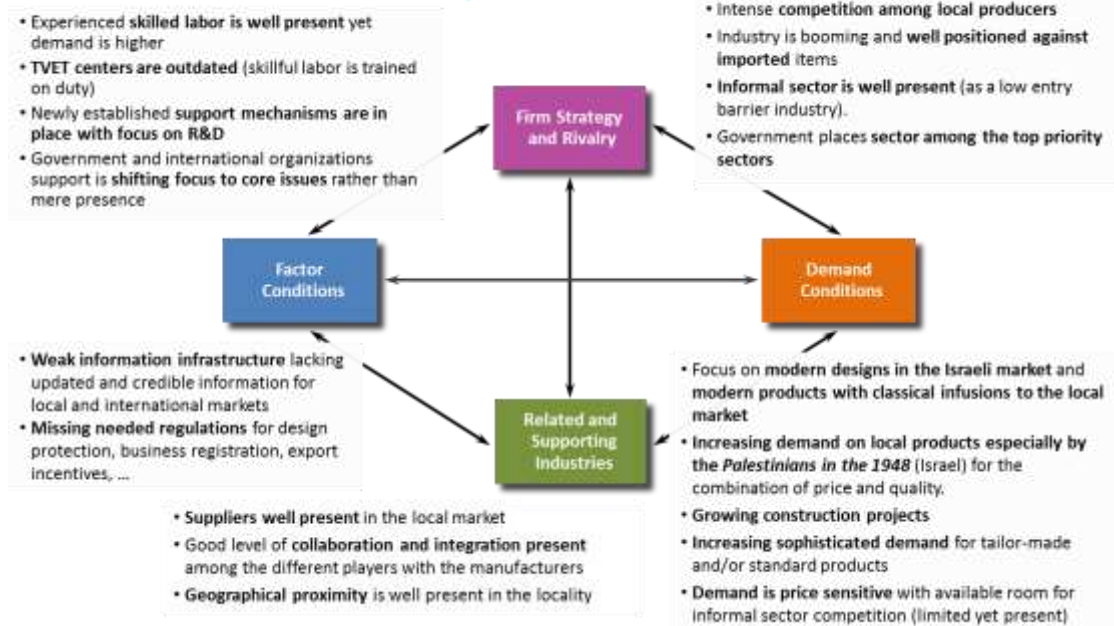 • Experienced skilled labor is well present yet
demand is higher
• TVET centers are outdated (skillful labor is trained
on duty)
• Newly established support mechanisms are in
place with focus on R&D
• Government and international organizations
support is shifting focus to core issues rather than
mere presence
• Intense competition among local producers
• Industry is booming and well positioned against
imported items
• Informal sector is well present (as a low entry
barrier industry).
• Government places sector among the top priority
sectors
Firm Strategy
and Rivalry
Factor
Conditions
Demand
Conditions
• Weak information infrastructure lacking
updated and credible information for
local and international markets
• Missing needed regulations for design
protection, business registration, export
incentives, ...
Related and
Supporting
Industries
• Focus on modern designs in the Israeli market and
modern products with classical infusions to the local
market
• Increasing demand on local products especially by
the Palestinians in the 1948 (Israel) for the
combination of price and quality.
• Growing construction projects
• Increasing sophisticated demand for tailor-made
and/or standard products
• Demand is price sensitive with available room for
informal sector competition (limited yet present)
• Suppliers well present in the local market
• Good level of collaboration and integration present
among the different players with the manufacturers
• Geographical proximity is well present in the locality